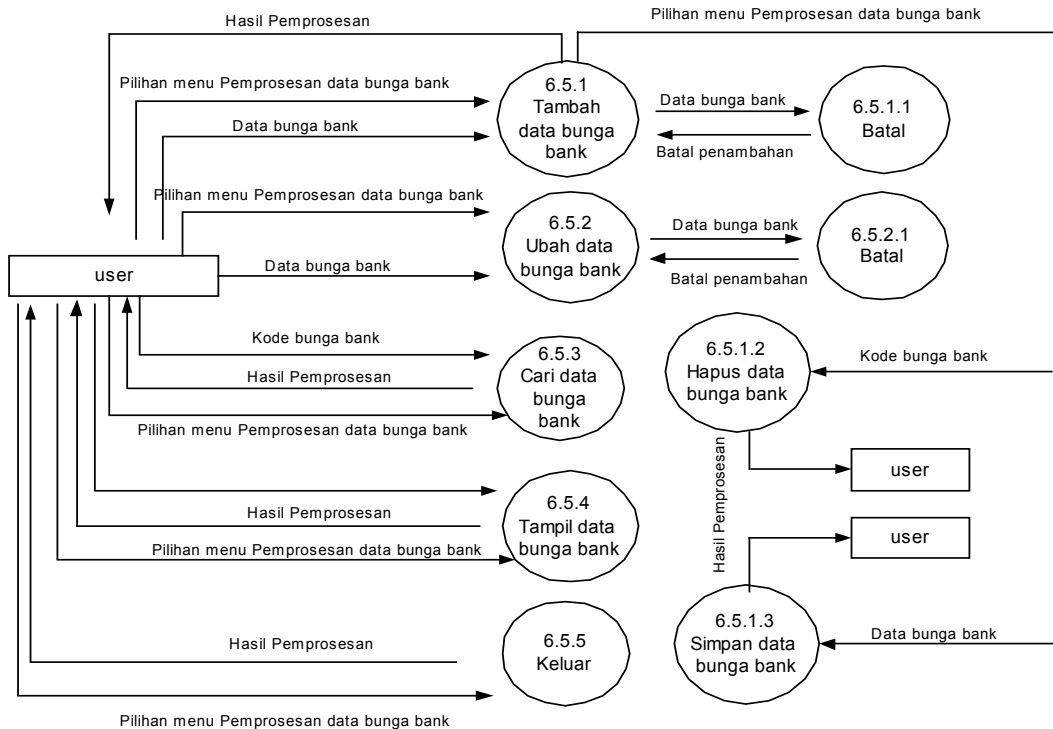 Hasil Pemprosesan
Pilihan menu Pemprosesan data bunga bank
Pilihan menu Pemprosesan data bunga bank
Data bunga bank
6.5.1
Tambah
data bunga
bank
Data bunga bank
Batal penambahan
6.5.1.1
Batal
Pilihan menu Pemprosesan data bunga bank
Data bunga bank
6.5.2
Ubah data
bunga bank
Data bunga bank
Batal penambahan
6.5.2.1
Batal
user
Kode bunga bank
Hasil Pemprosesan
Pilihan menu Pemprosesan data bunga bank
6.5.3
Cari data
bunga
bank
6.5.1.2
Hapus data
bunga bank
Kode bunga bank
Hasil Pemprosesan
user
user
Hasil Pemprosesan
Pilihan menu Pemprosesan data bunga bank
6.5.4
Tampil data
bunga bank
Hasil Pemprosesan
6.5.5
Keluar
6.5.1.3
Simpan data
bunga bank
Data bunga bank
Pilihan menu Pemprosesan data bunga bank